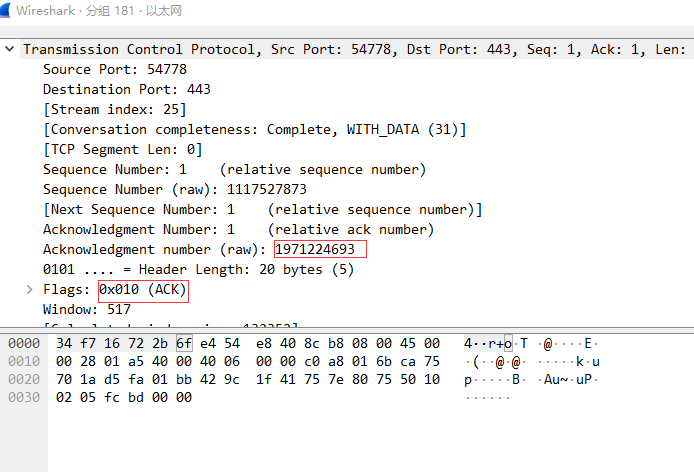 Wireshark · 分组 181 · 以太网
Transmission Control Protocol, Src Port: 54778, Dst Port: 443, Seq: 1, Ack: 1, Len:
Source Port: 54778
Destination Port: 443
[Stream index: 25]
[Conversation completeness: Complete, WITH_DATA (31)]
[TCP Segment Len: 0]
Sequence Number: 1    (relative sequence number)
Sequence Number (raw): 1117527873
[Next Sequence Number: 1    (relative sequence number)]
Acknowledgment Number: 1    (relative ack number)
Acknowledgment number (raw): 1971224693
0101 .... = Header Length: 20 bytes (5)
Flags: 0x010 (ACK)
Window: 517
0000  34 f7 16 72 2b 6f e4 54  e8 40 8c b8 08 00 45 00   4··r+o·T ·@····E·
0010  00 28 01 a5 40 00 40 06  00 00 c0 a8 01 6b ca 75   ·(··@·@· ·····k·u
0020  70 1a d5 fa 01 bb 42 9c  1f 41 75 7e 80 75 50 10   p·····B· ·Au~·uP·
0030  02 05 fc bd 00 00   ······